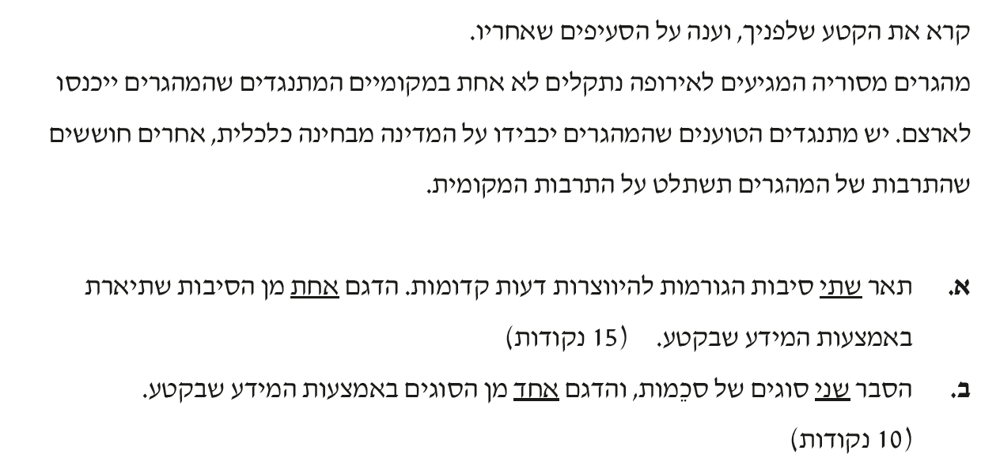 קרא את הקטע שלפניך, וענה על הסעיפים שאחריו.
מהגרים מסוריה המגיעים לאירופה נתקלים לא אחת במקומיים המתנגדים שהמהגרים ייכנסו
לארצם. יש מתנגדים הטוענים שהמהגרים יכבידו על המדינה מבחינה כלכלית, אחרים חוששים
שהתרבות של המהגרים תשתלט על התרבות המקומית.
א. תאר שתי סיבות הגורמות להיווצרות דעות קדומות. הדגם אחת מן הסיבות שתיארת
באמצעות המידע שבקטע. (15 נקודות)
ב. הסבר שני סוגים של סכֵמות, והדגם אחד מן הסוגים באמצעות המידע שבקטע.
(10 נקודות)